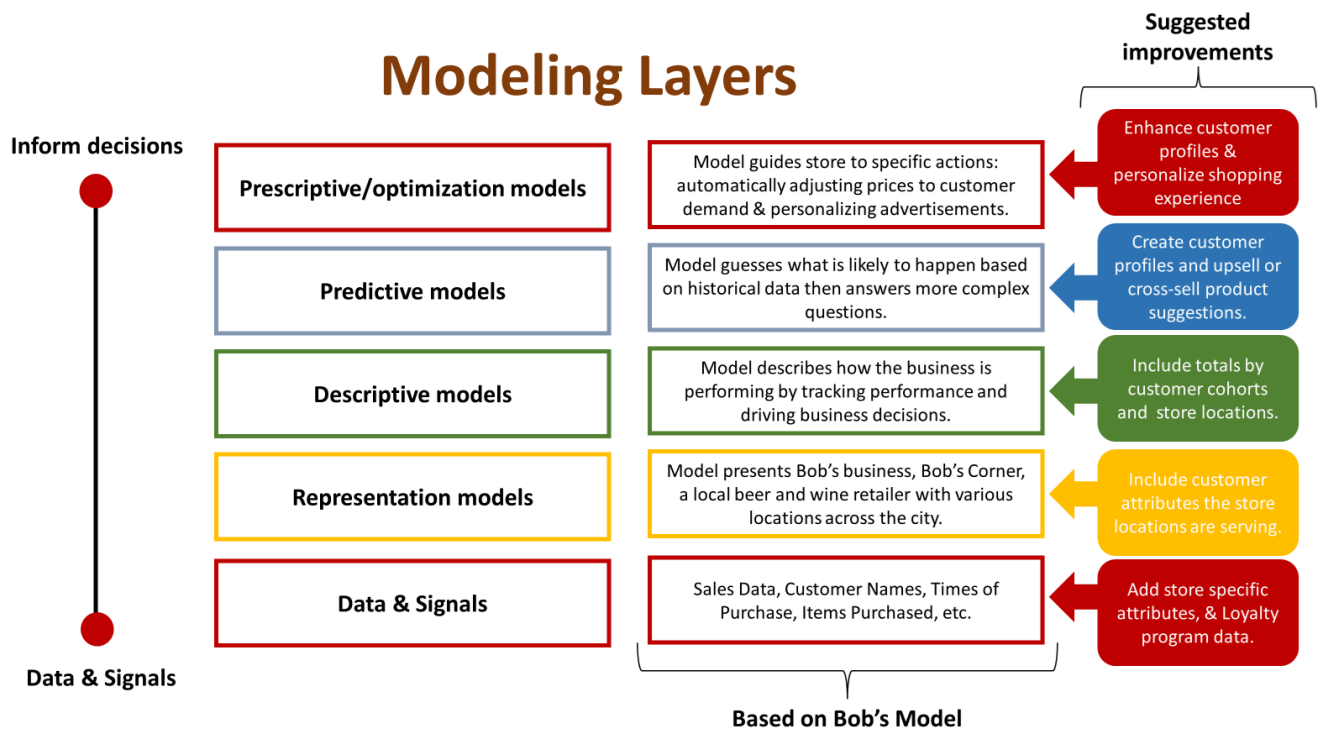 Suggested
improvements
Modeling Layers
Inform decisions
Prescriptive/optimization models
Model guides store to specific actions:
automatically adjusting prices to customer
demand & personalizing advertisements.
Enhance customer
profiles &
personalize shopping
experience
Predictive models
Model guesses what is likely to happen based
on historical data then answers more complex
questions.
Create customer
profiles and upsell or
cross-sell product
suggestions.
Descriptive models
Model describes how the business is
performing by tracking performance and
driving business decisions.
Include totals by
customer cohorts
and store locations.
Representation models
Model presents Bob’s business, Bob’s Corner,
a local beer and wine retailer with various
locations across the city.
Include customer
attributes the store
locations are serving.
Data & Signals
Sales Data, Customer Names, Times of
Purchase, Items Purchased, etc.
Add store specific
attributes, & Loyalty
program data.
Data & Signals
Based on Bob’s Model